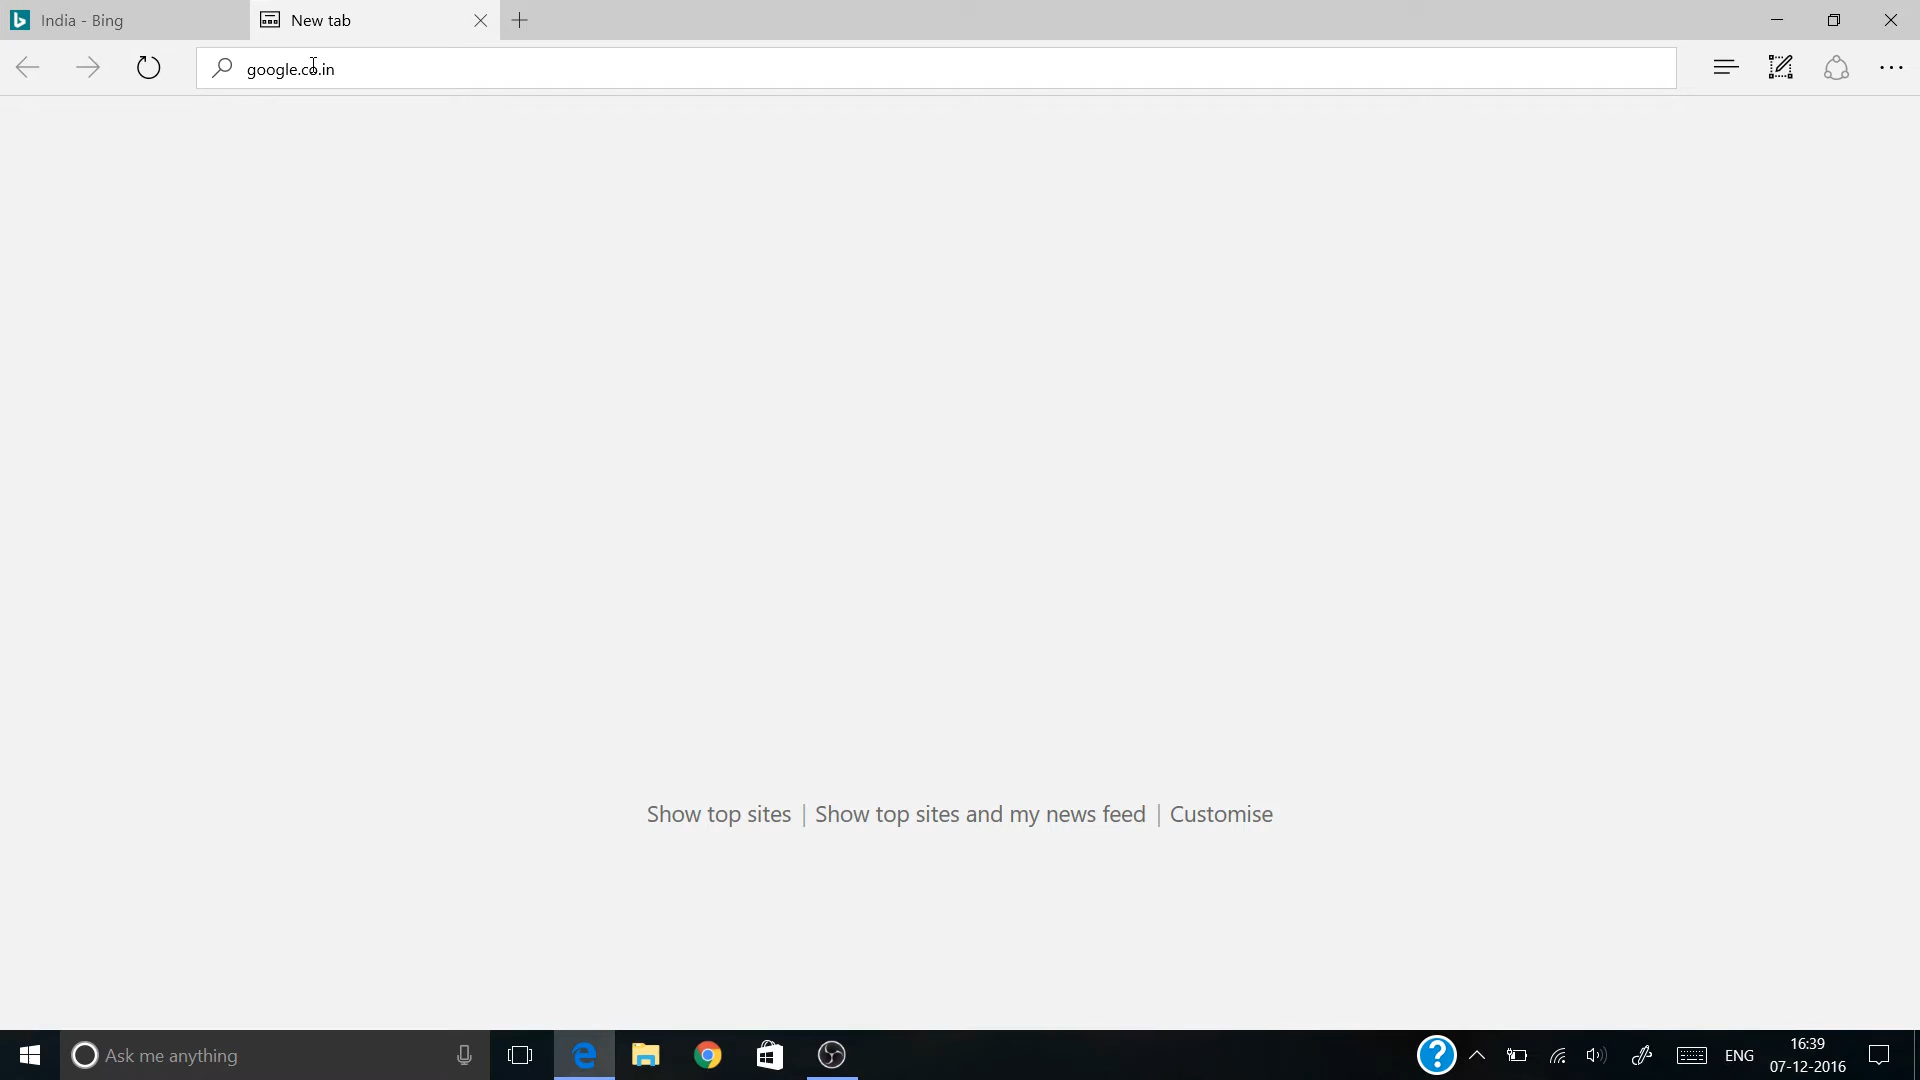 India - Bing
New tab
google.co.in
Show top sites | Show top sites and my news feed | Customise
Ask me anything
ENG
16:39
07-12-2016